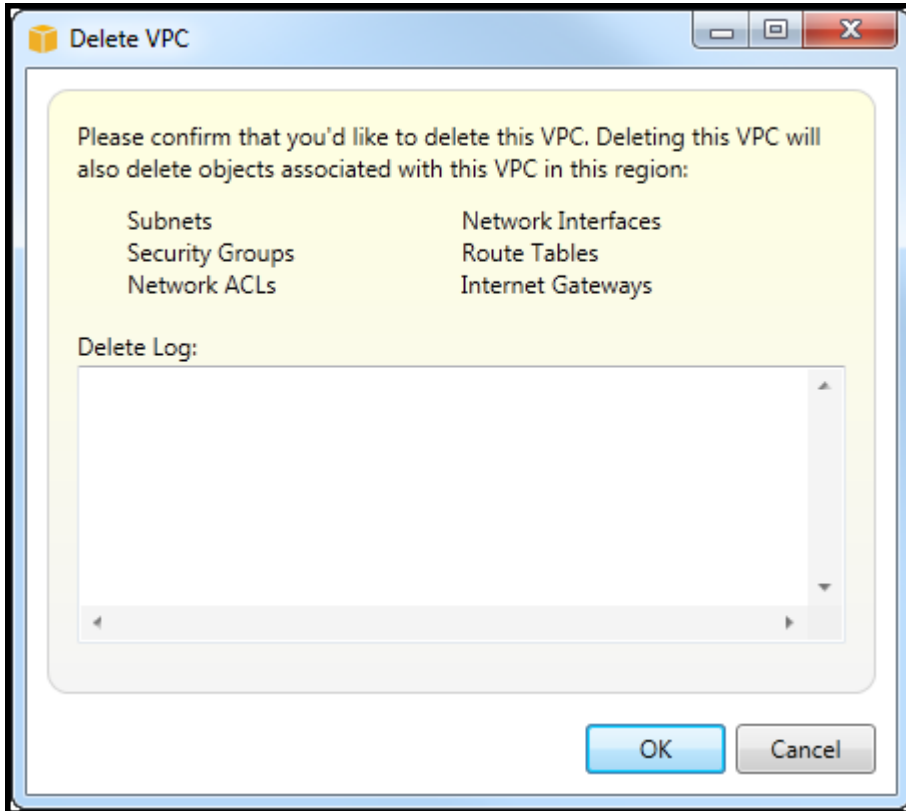 Delete VPC
Please confirm that you'd like to delete this VPC. Deleting this VPC will
also delete objects associated with this VPC in this region:
Subnets Network Interfaces
Security Groups Route Tables
Network ACLs Internet Gateways
Delete Log:
OK Cancel